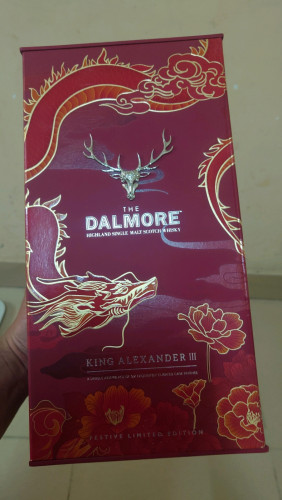 THE
DALMORE
HIGHLAND SINGLE MALT SCOTCH WHISKY
KING ALEXANDER III
FESTIVE LIMITED EDITION